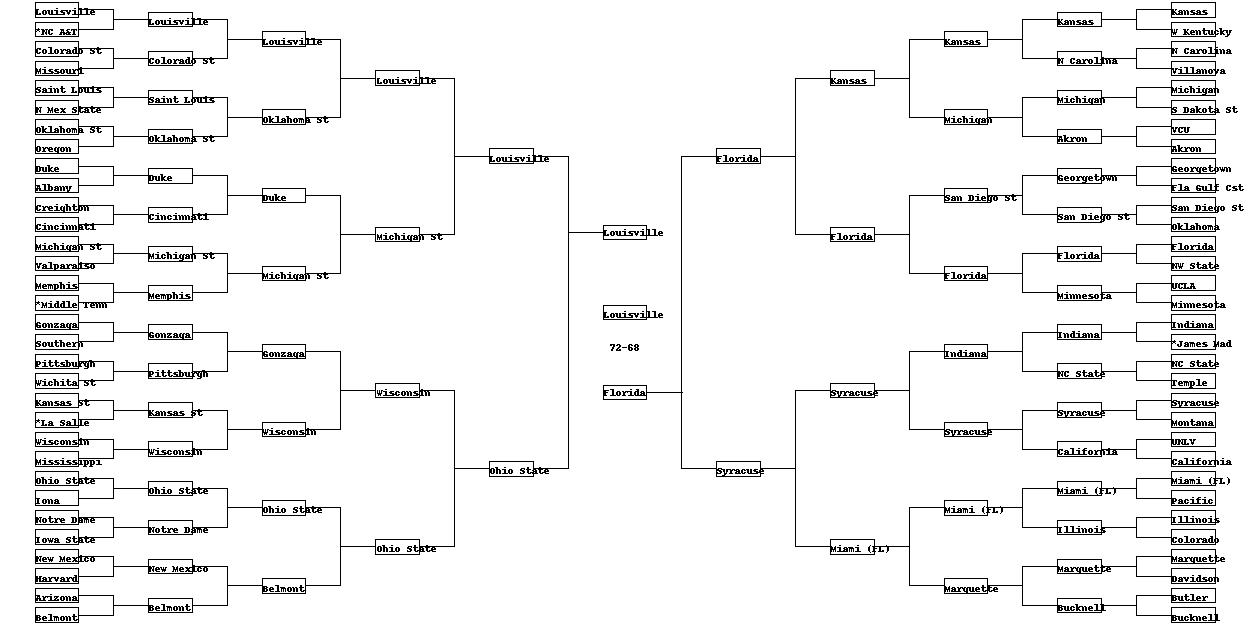 Louisville
*NC A&T
Colorado St
Missouri
Saint Louis
N Mex State
Oklahoma St
Oregon
Duke
Albany
Creighton
Cincinnati
Michigan St
Valparaiso
Memphis
*Middle Tenn
Gonzaga
Southern
Pittsburgh
Wichita St
Kansas St
*La Salle
Wisconsin
Mississippi
Ohio State
Iona
Notre Dame
Iowa State
New Mexico
Harvard
Arizona
Belmont
Louisville
Colorado St
Saint Louis
Oklahoma St
Duke
Cincinnati
Michigan St
Memphis
Gonzaga
Pittsburgh
Kansas St
Wisconsin
Ohio State
Notre Dame
New Mexico
Belmont
Louisville
Oklahoma St
Duke
Michigan St
Gonzaga
Wisconsin
Ohio State
Belmont
Louisville
Michigan St
Wisconsin
Ohio State
Louisville
Ohio State
Louisville
Louisville
72-68
Florida
Florida
Syracuse
Kansas
Florida
Syracuse
Miami (FL)
Kansas
Michigan
San Diego St
Florida
Indiana
Syracuse
Miami (FL)
Marquette
Kansas
N Carolina
Michigan
Akron
Georgetown
San Diego St
Florida
Minnesota
Indiana
NC State
Syracuse
California
Miami (FL)
Illinois
Marquette
Bucknell
Kansas
W Kentucky
N Carolina
Villanova
Michigan
S Dakota St
VCU
Akron
Georgetown
Fla Gulf Cst
San Diego St
Oklahoma
Florida
NW State
UCLA
Minnesota
Indiana
*James Mad
NC State
Temple
Syracuse
Montana
UNLV
California
Miami (FL)
Pacific
Illinois
Colorado
Marquette
Davidson
Butler
Bucknell